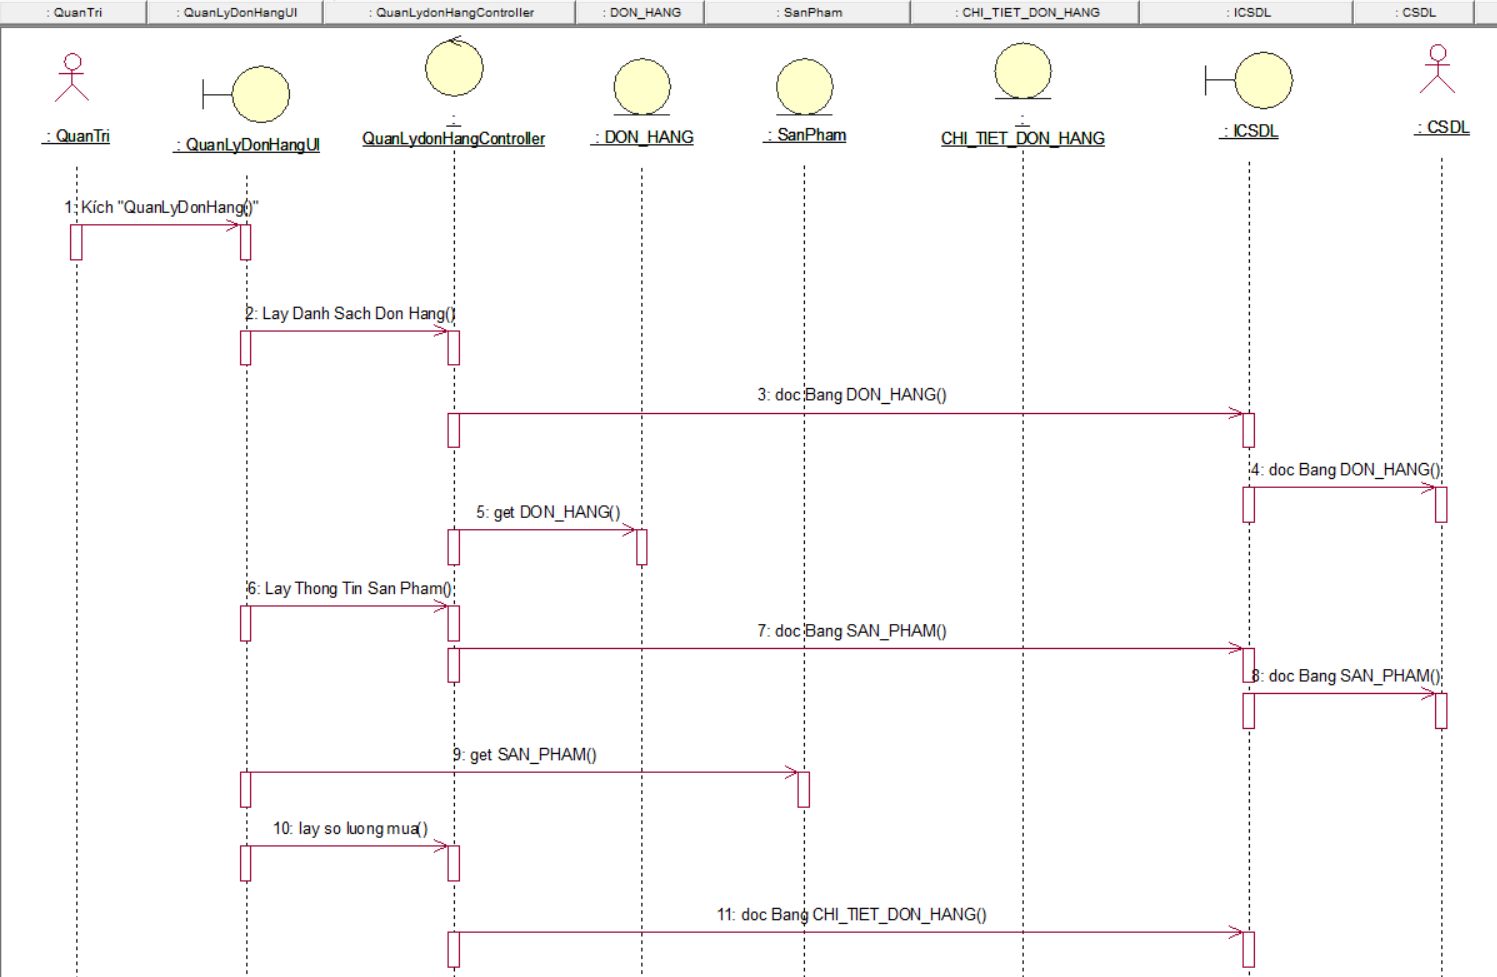 : QuanTri
: QuanLyDonHangUI
: QuanLydonHangController
: DON_HANG
: SanPham
: CHI_TIET_DON_HANG
: ICSDL
: CSDL
: QuanTri
: QuanLyDonHangUI
:
QuanLydonHangController
: DON_HANG
: SanPham
:
CHI_TIET_DON_HANG
: ICSDL
: CSDL
1: Kích "QuanLyDonHang()"
2: Lay Danh Sach Don Hang()
3: doc Bang DON_HANG()
4: doc Bang DON_HANG()
5: get DON_HANG()
6: Lay Thong Tin San Pham()
7: doc Bang SAN_PHAM()
8: doc Bang SAN_PHAM()
9: get SAN_PHAM()
10: lay so luong mua()
11: doc Bang CHI_TIET_DON_HANG()